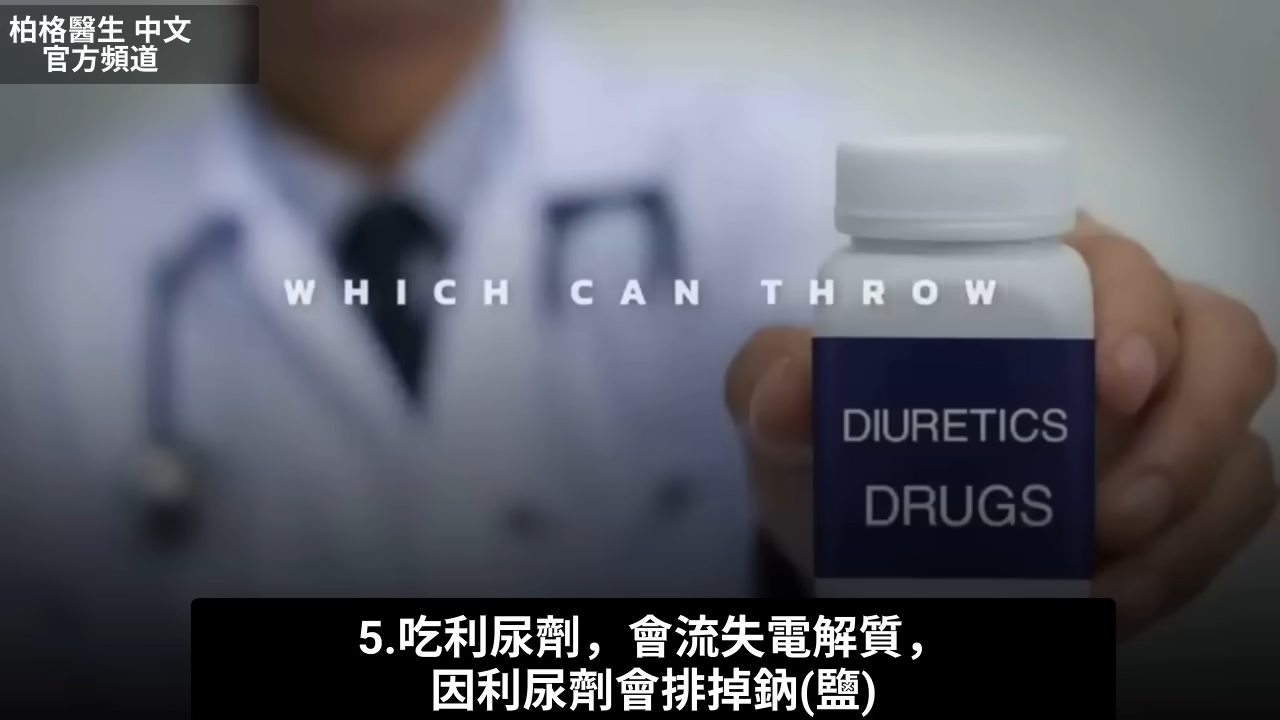 柏格醫生 中文
官方頻道
WHICH CAN THROW
DIURETICS
DRUGS
5.吃利尿劑，會流失電解質，
因利尿劑會排掉鈉(鹽)